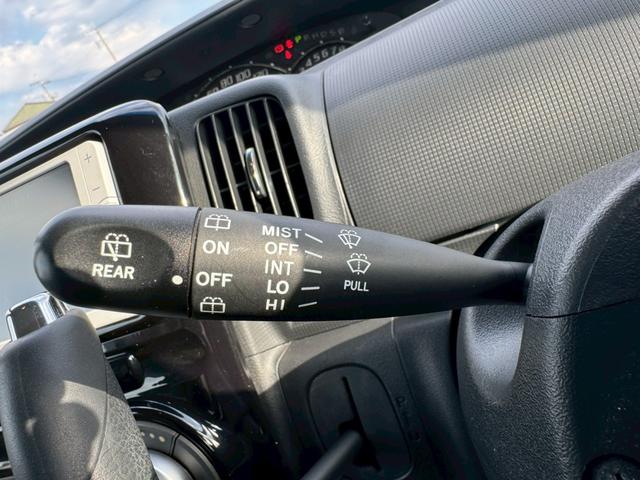 REAR
ON
OFF
MIST
OFF
INT
LO
HI
PULL